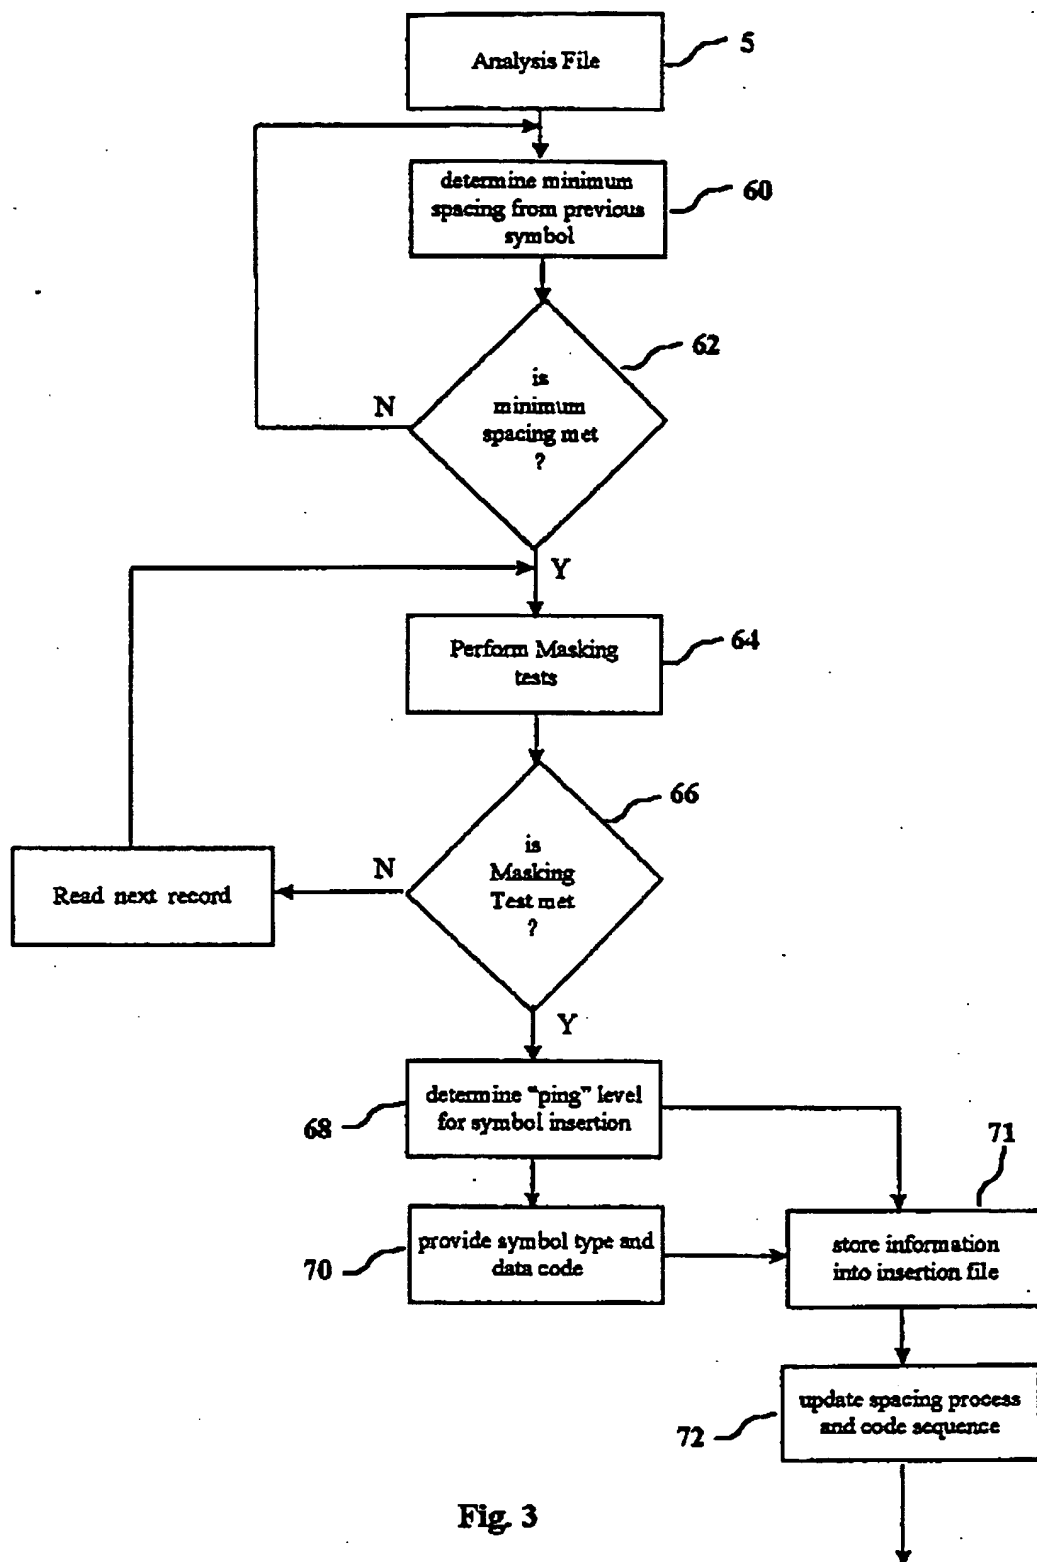 Analysis File
5
determine minimum
spacing from previous
symbol
60
is
minimum
spacing met
?
62
N
Y
Perform Masking
tests
64
is
Masking
Test met
?
66
N
Read next record
Y
determine "ping" level
for symbol insertion
68
71
provide symbol type and
data code
70
store information
into insertion file
update spacing process
and code sequence
72
Fig. 3